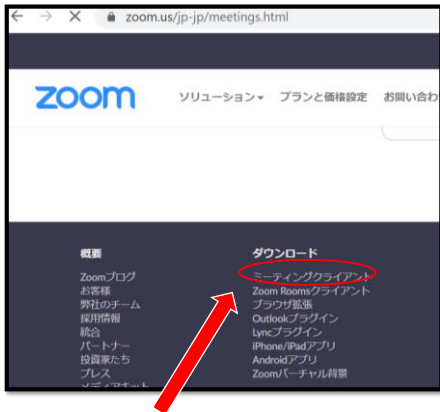 zoom.us/jp-jp/meetings.html
zoom
ソリューション プランと価格設定 お問い合わ
概要
Zoomブログ
お客様
弊社のチーム
採用情報
統合
パートナー
投資家たち
プレス
メディアキット
ダウンロード
ミーティングクライアント
Zoom Roomsクライアント
ブラウザ拡張
Outlookプラグイン
Lyncプラグイン
iPhone/iPadアプリ
Androidアプリ
Zoomバーチャル背景